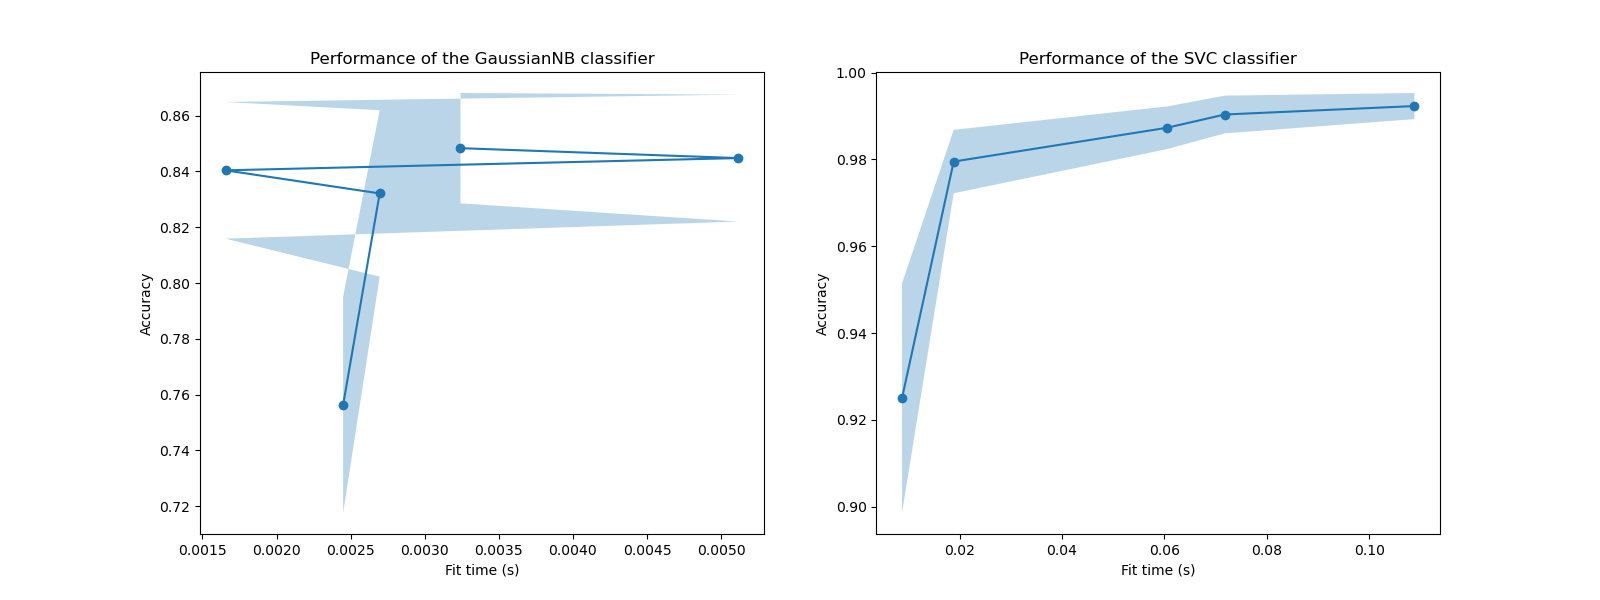 Performance of the GaussianNB classifier
0.86
0.84
0.82
0.80
0.78
0.76
0.74
0.72
Accuracy
0.0015 0.0020 0.0025 0.0030 0.0035 0.0040 0.0045 0.0050
Fit time (s)
Performance of the SVC classifier
1.00
0.98
0.96
0.94
0.92
0.90
Accuracy
0.02 0.04 0.06 0.08 0.10
Fit time (s)